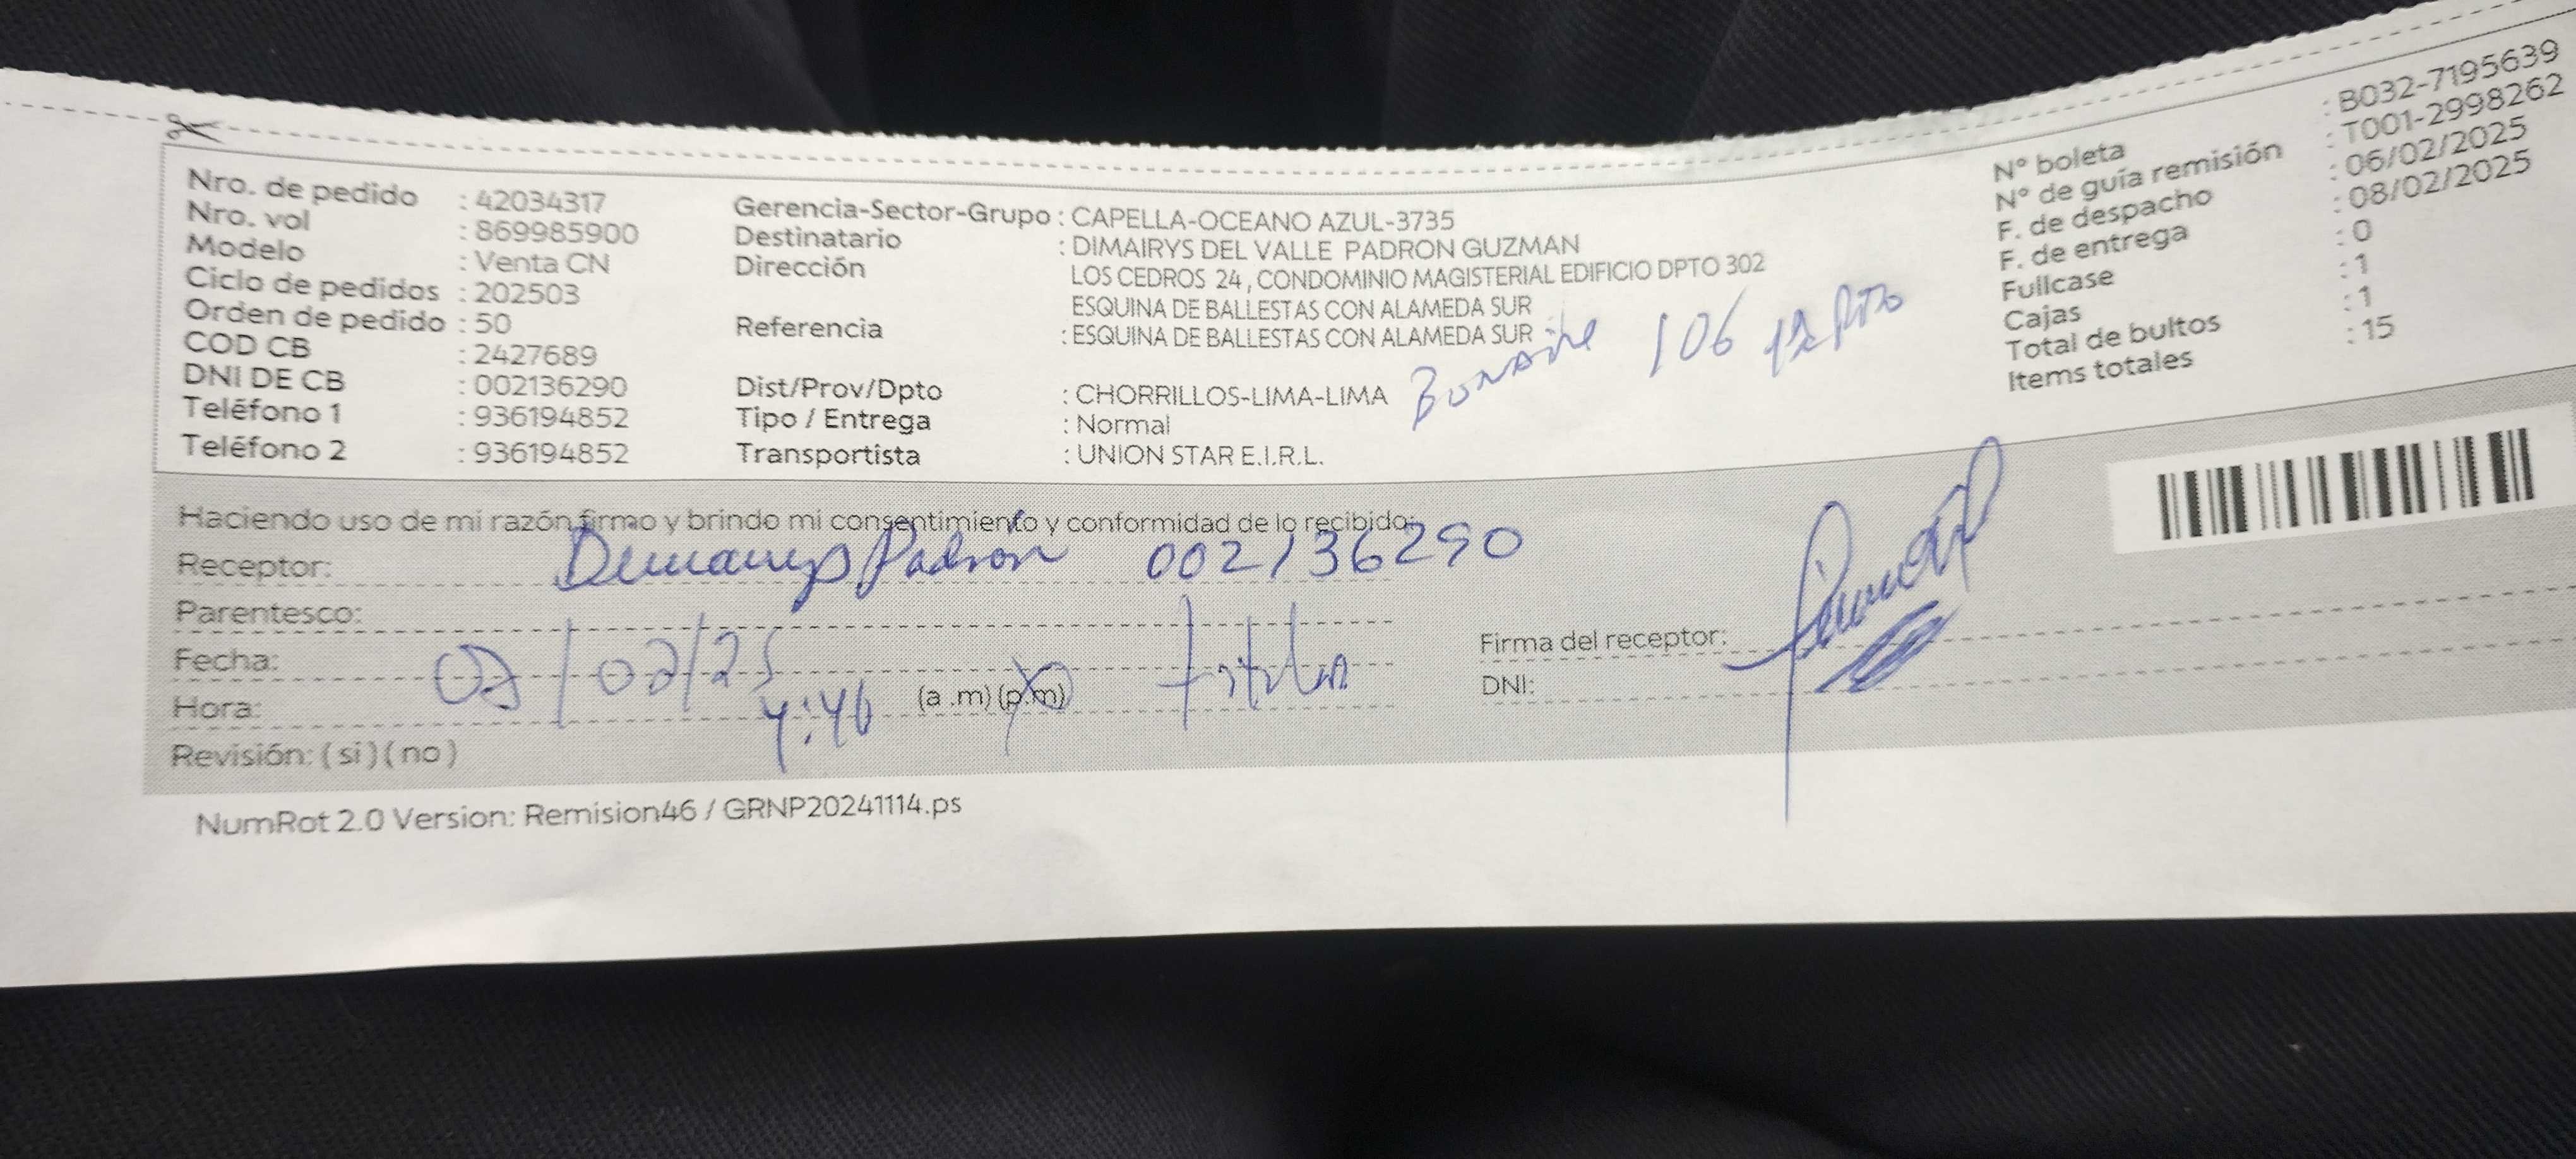 Nro. de pedido : 42034317
Nro. vol : 869985900
Modelo : Venta CN
Ciclo de pedidos : 202503
Orden de pedido : 50
COD CB : 2427689
DNI DE CB : 002136290
Teléfono 1 : 936194852
Teléfono 2 : 936194852
Gerencia-Sector-Grupo : CAPELLA-OCEANO AZUL-3735
Destinatario : DIMAIRYS DEL VALLE PADRON GUZMAN
Dirección LOS CEDROS 24 , CONDOMINIO MAGISTERIAL EDIFICIO DPTO 302
ESQUINA DE BALLESTAS CON ALAMEDA SUR
Referencia : ESQUINA DE BALLESTAS CON ALAMEDA SUR
106
Dist/Prov/Dpto : CHORRILLOS-LIMA-LIMA
Tipo / Entrega : Normal
Transportista : UNION STAR E.I.R.L.
N° boleta : B032-7195639
N° de guía remisión : T001-2998262
F. de despacho : 06/02/2025
F. de entrega : 08/02/2025
Fullcase : 0
Cajas : 1
Total de bultos : 1
Items totales : 15
Haciendo uso de mi razón firmo y brindo mi consentimiento y conformidad de lo recibido:
Receptor: Padrón 002136290
Parentesco:
Fecha:
Hora: 4:46 (a .m) (p.m)
Revisión: ( si ) ( no )
Firma del receptor:
DNI:
NumRot 2.0 Version: Remision46 / GRNP20241114.ps